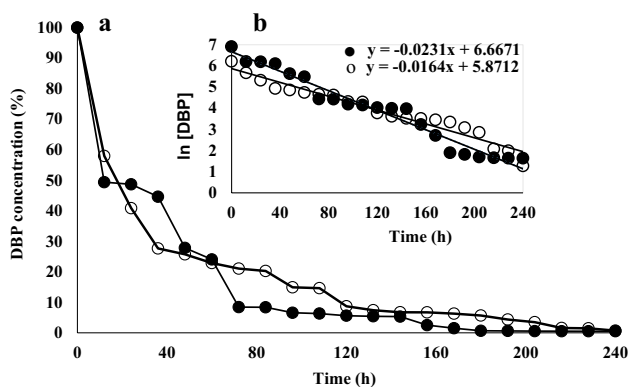 a
b
DBP concentration (%)
100
90
80
70
60
50
40
30
20
10
0
0 40 80 120 160 200 240
Time (h)
ln [DBP]
7
6
5
4
3
2
1
0
0 40 80 120 160 200 240
Time (h)
y = -0.0231x + 6.6671
y = -0.0164x + 5.8712